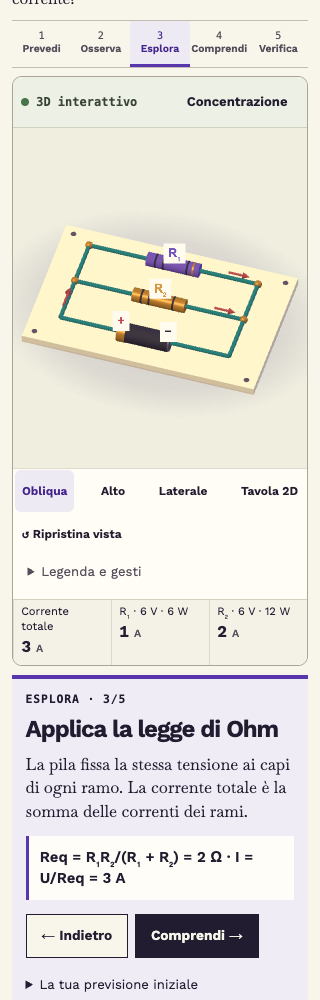 corrente?
1 2 3 4 5
Prevedi Osserva Esplora Comprendi Verifica
3D interattivo Concentrazione
R₁
R₂
+ −
Obliqua Alto Laterale Tavola 2D
↺ Ripristina vista
▶ Legenda e gesti
Corrente totale R₁ · 6 V · 6 W R₂ · 6 V · 12 W
3 A 1 A 2 A
ESPLORA · 3/5
Applica la legge di Ohm
La pila fissa la stessa tensione ai capi
di ogni ramo. La corrente totale è la
somma delle correnti dei rami.
Req = R₁R₂/(R₁ + R₂) = 2 Ω · I =
U/Req = 3 A
← Indietro Comprendi →
▶ La tua previsione iniziale